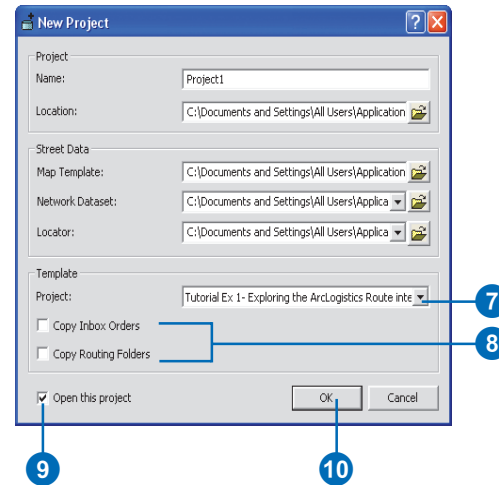 New Project
Project
Name: Project1
Location: C:\Documents and Settings\All Users\Application
Street Data
Map Template: C:\Documents and Settings\All Users\Application
Network Dataset: C:\Documents and Settings\All Users\Applica
Locator: C:\Documents and Settings\All Users\Applica
Template
Project: Tutorial Ex 1- Exploring the ArcLogistics Route inte
7
Copy Inbox Orders
8
Copy Routing Folders
Open this project OK Cancel
9 10